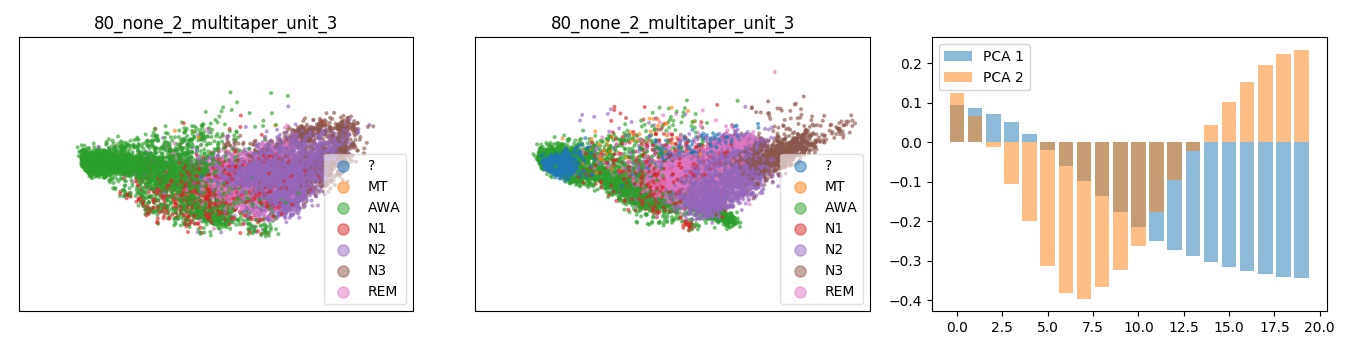 80_none_2_multitaper_unit_3
?
MT
AWA
N1
N2
N3
REM
80_none_2_multitaper_unit_3
?
MT
AWA
N1
N2
N3
REM
PCA 1
PCA 2
0.2
0.1
0.0
−0.1
−0.2
−0.3
−0.4
0.0 2.5 5.0 7.5 10.0 12.5 15.0 17.5 20.0